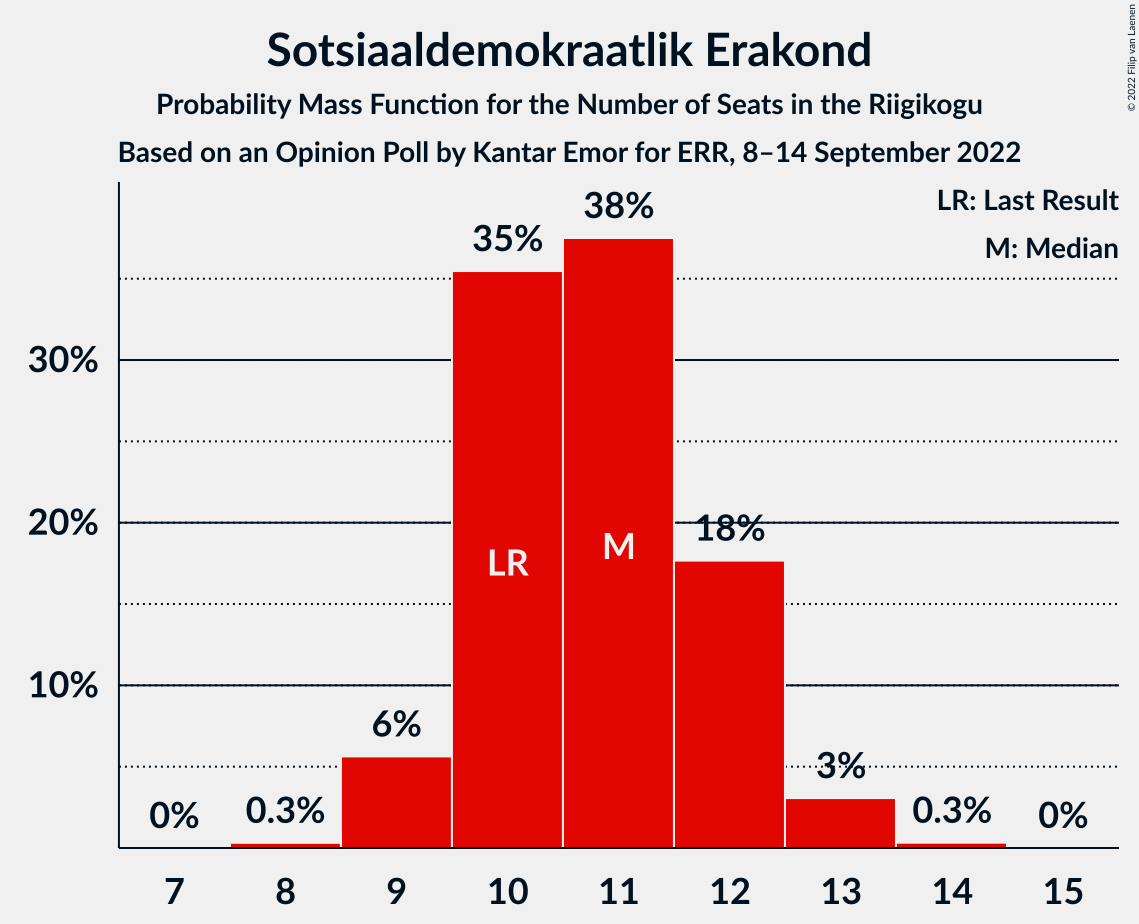 Sotsiaaldemokraatlik Erakond
Probability Mass Function for the Number of Seats in the Riigikogu
Based on an Opinion Poll by Kantar Emor for ERR, 8–14 September 2022
© 2022 Filip van Laenen
LR: Last Result
M: Median
38%
35%
30%
20%
18%
M
LR
10%
6%
3%
0%
0.3%
0.3%
0%
7 8 9 10 11 12 13 14 15